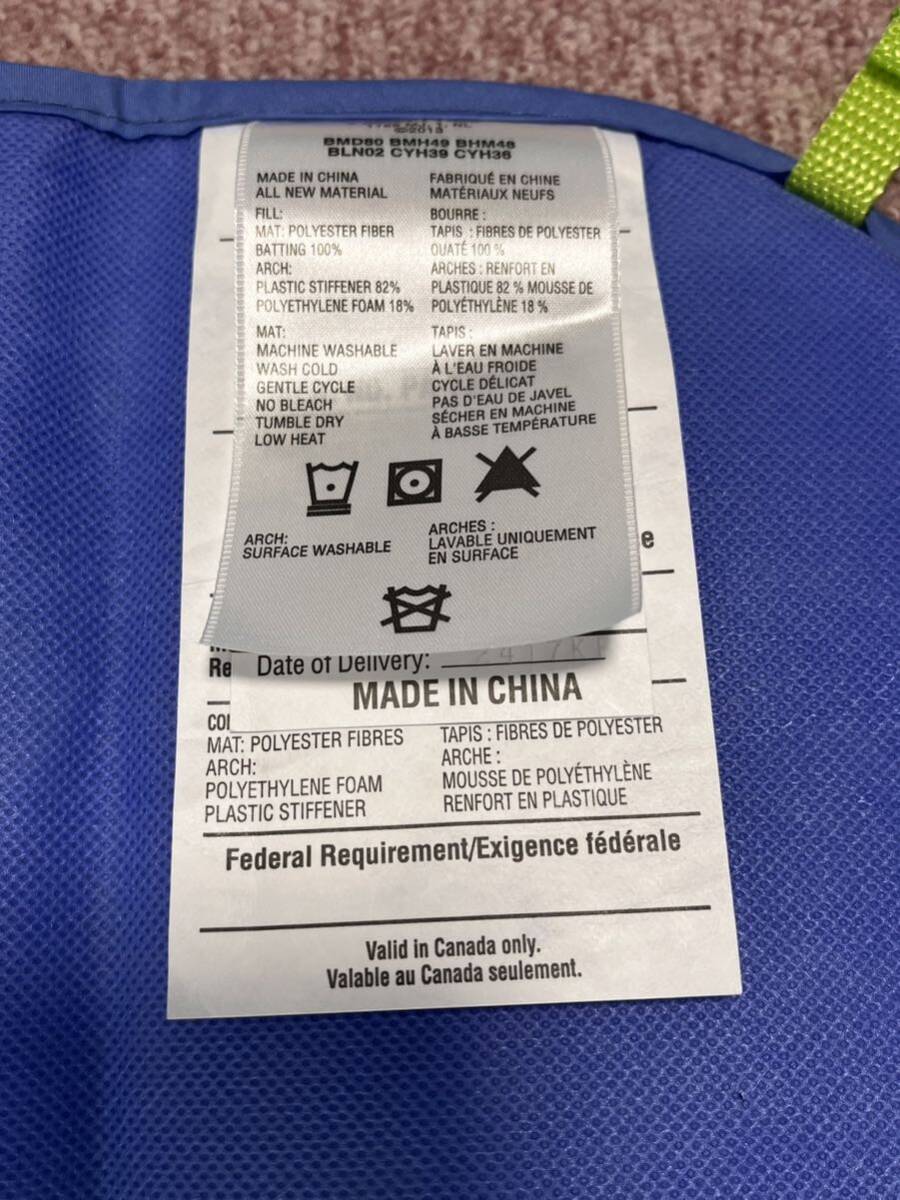 ©2013
BMD80 BMH49 BHM48
BLN02 CYH39 CYH36
MADE IN CHINA
ALL NEW MATERIAL
FILL:
MAT: POLYESTER FIBER
BATTING 100%
ARCH:
PLASTIC STIFFENER 82%
POLYETHYLENE FOAM 18%
MAT:
MACHINE WASHABLE
WASH COLD
GENTLE CYCLE
NO BLEACH
TUMBLE DRY
LOW HEAT
FABRIQUÉ EN CHINE
MATÉRIAUX NEUFS
BOURRE :
TAPIS : FIBRES DE POLYESTER
OUATÉ 100 %
ARCHES : RENFORT EN
PLASTIQUE 82 % MOUSSE DE
POLYÉTHYLÈNE 18 %
TAPIS :
LAVER EN MACHINE
À L'EAU FROIDE
CYCLE DÉLICAT
PAS D'EAU DE JAVEL
SÉCHER EN MACHINE
À BASSE TEMPÉRATURE
ARCH:
SURFACE WASHABLE
ARCHES :
LAVABLE UNIQUEMENT
EN SURFACE
e
Re
Date of Delivery:
MADE IN CHINA
MAT: POLYESTER FIBRES
ARCH:
POLYETHYLENE FOAM
PLASTIC STIFFENER
TAPIS : FIBRES DE POLYESTER
ARCHE :
MOUSSE DE POLYÉTHYLÈNE
RENFORT EN PLASTIQUE
Federal Requirement/Exigence fédérale
Valid in Canada only.
Valable au Canada seulement.